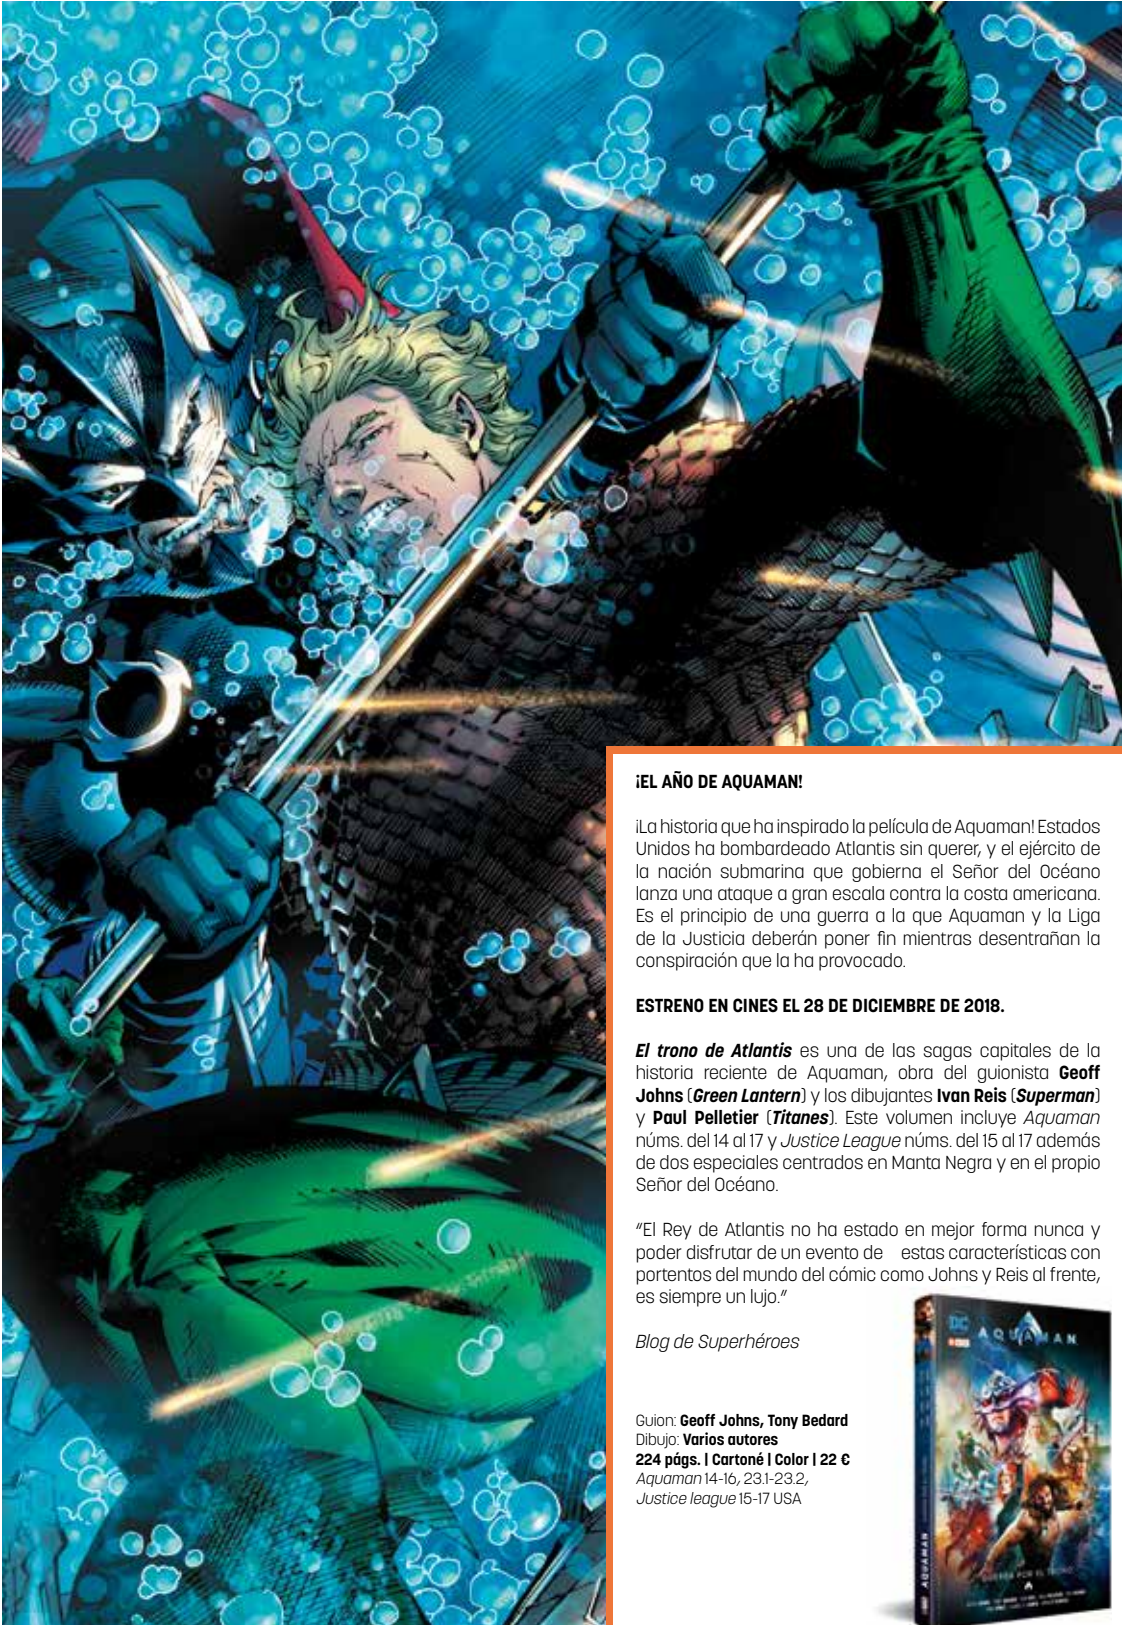 ¡EL AÑO DE AQUAMAN!
¡La historia que ha inspirado la película de Aquaman! Estados
Unidos ha bombardeado Atlantis sin querer, y el ejército de
la nación submarina que gobierna el Señor del Océano
lanza una ataque a gran escala contra la costa americana.
Es el principio de una guerra a la que Aquaman y la Liga
de la Justicia deberán poner fin mientras desentrañan la
conspiración que la ha provocado.
ESTRENO EN CINES EL 28 DE DICIEMBRE DE 2018.
El trono de Atlantis es una de las sagas capitales de la
historia reciente de Aquaman, obra del guionista Geoff
Johns (Green Lantern) y los dibujantes Ivan Reis (Superman)
y Paul Pelletier (Titanes). Este volumen incluye Aquaman
núms. del 14 al 17 y Justice League núms. del 15 al 17 además
de dos especiales centrados en Manta Negra y en el propio
Señor del Océano.
"El Rey de Atlantis no ha estado en mejor forma nunca y
poder disfrutar de un evento de estas características con
portentos del mundo del cómic como Johns y Reis al frente,
es siempre un lujo."
Blog de Superhéroes
Guion: Geoff Johns, Tony Bedard
Dibujo: Varios autores
224 págs. | Cartoné | Color | 22 €
Aquaman 14-16, 23.1-23.2,
Justice league 15-17 USA
DC
AQUAMAN
GUERRA POR EL TRONO
AQUAMAN